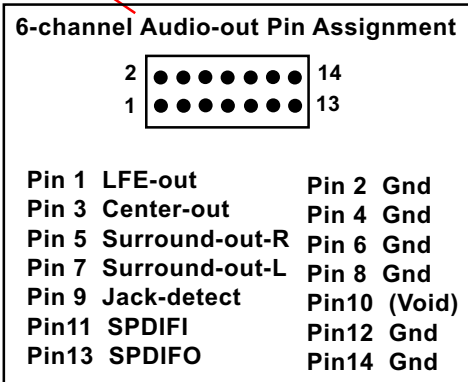 6-channel Audio-out Pin Assignment
2 14
1 13
Pin 1 LFE-out Pin 2 Gnd
Pin 3 Center-out Pin 4 Gnd
Pin 5 Surround-out-R Pin 6 Gnd
Pin 7 Surround-out-L Pin 8 Gnd
Pin 9 Jack-detect Pin10 (Void)
Pin11 SPDIFI Pin12 Gnd
Pin13 SPDIFO Pin14 Gnd